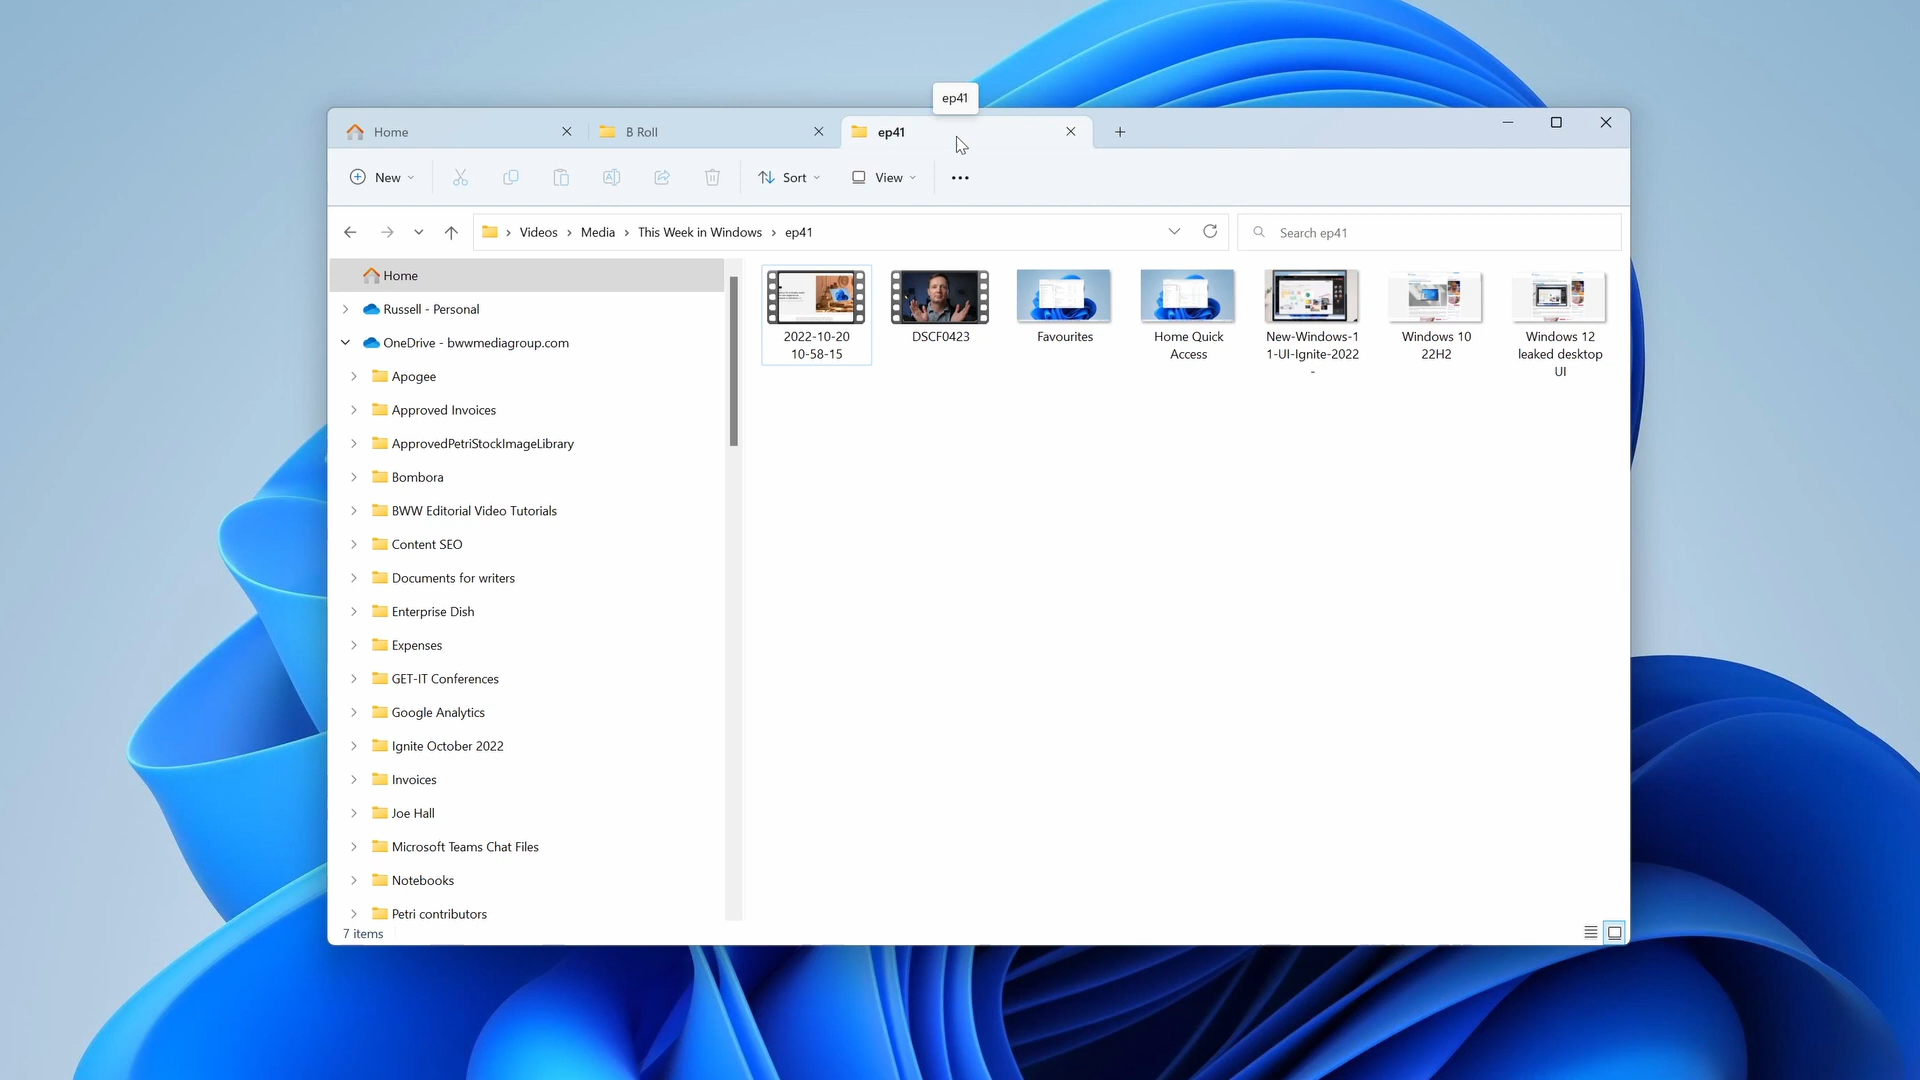 ep41
Home
B Roll
ep41
New
Sort
View
Videos
Media
This Week in Windows
ep41
Search ep41
Home
Russell - Personal
OneDrive - bwwmediagroup.com
Apogee
Approved Invoices
ApprovedPetriStockImageLibrary
Bombora
BWW Editorial Video Tutorials
Content SEO
Documents for writers
Enterprise Dish
Expenses
GET-IT Conferences
Google Analytics
Ignite October 2022
Invoices
Joe Hall
Microsoft Teams Chat Files
Notebooks
Petri contributors
2022-10-20
10-58-15
DSCF0423
Favourites
Home Quick
Access
New-Windows-1
1-UI-Ignite-2022
-
Windows 10
22H2
Windows 12
leaked desktop
UI
7 items